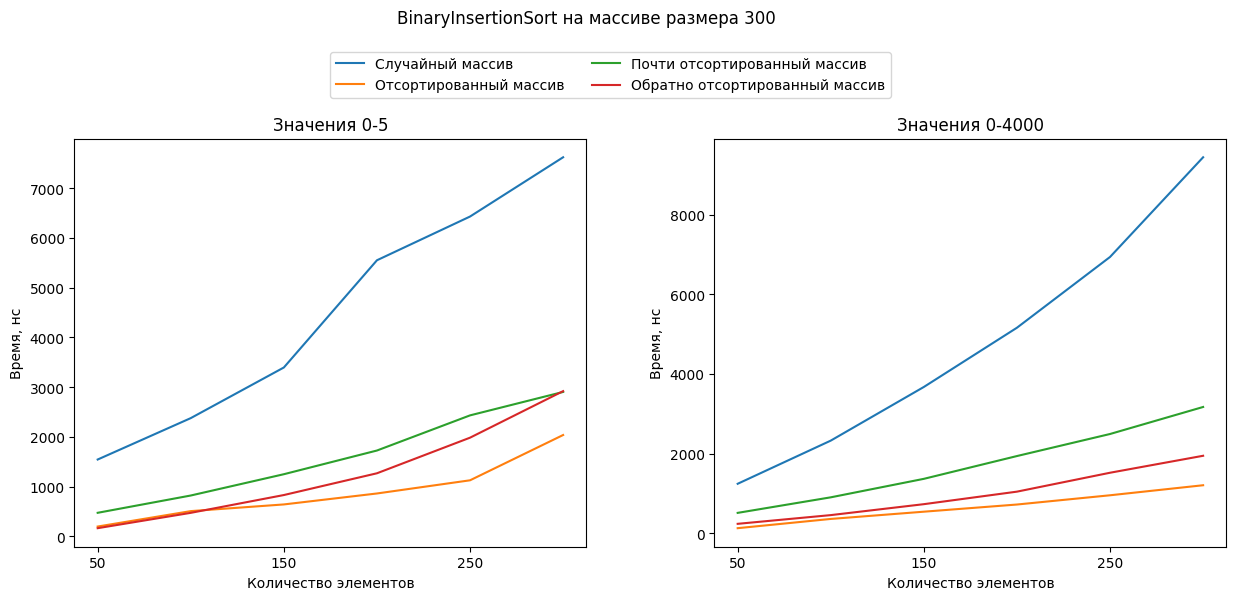 BinaryInsertionSort на массиве размера 300
Случайный массив
Отсортированный массив
Почти отсортированный массив
Обратно отсортированный массив
Значения 0-5
Время, нс
7000
6000
5000
4000
3000
2000
1000
0
50
150
250
Количество элементов
Значения 0-4000
Время, нс
8000
6000
4000
2000
0
50
150
250
Количество элементов